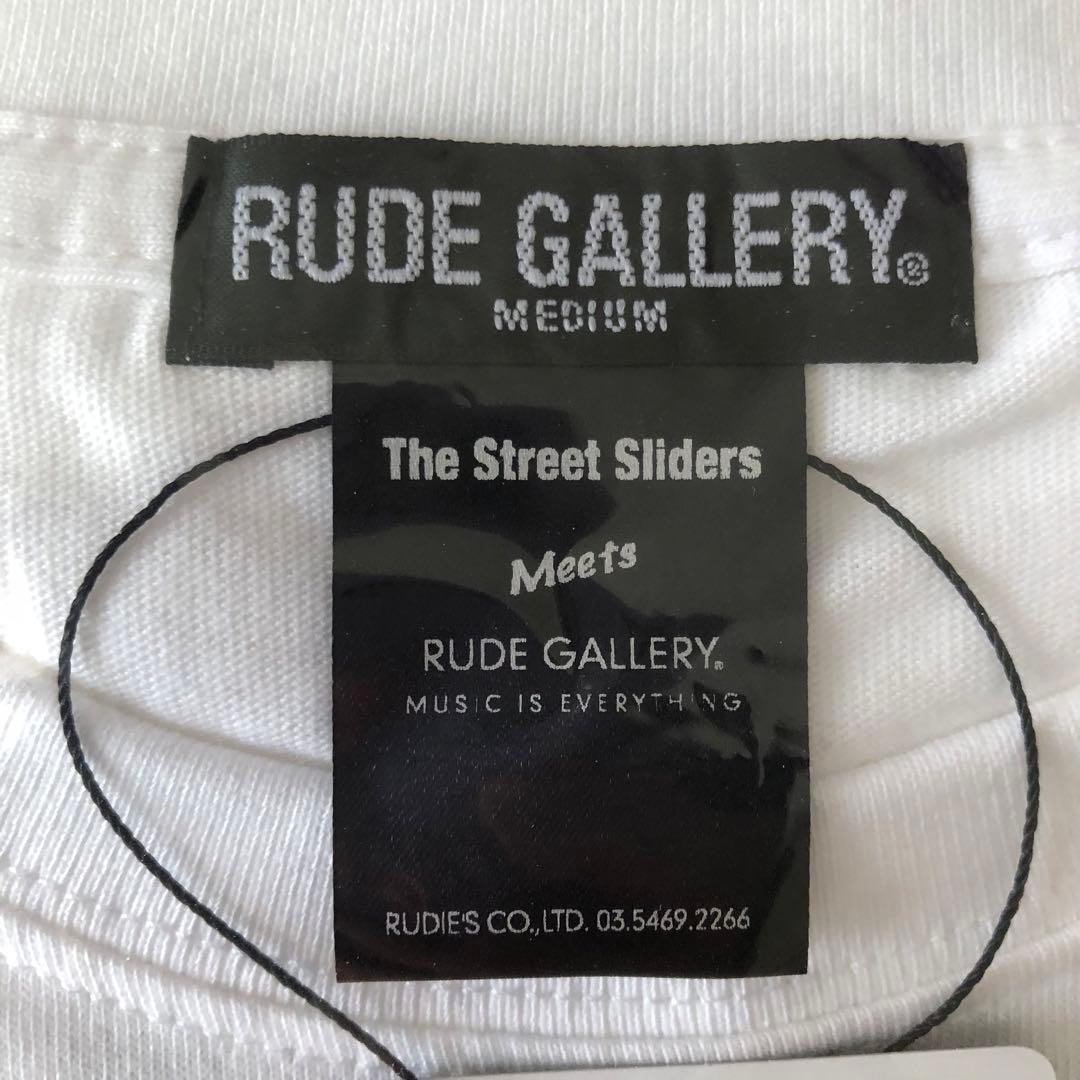 RUDE GALLERY®
MEDIUM
The Street Sliders
Meets
RUDE GALLERY®
MUSIC IS EVERYTHING
RUDIE'S CO.,LTD. 03.5469.2266